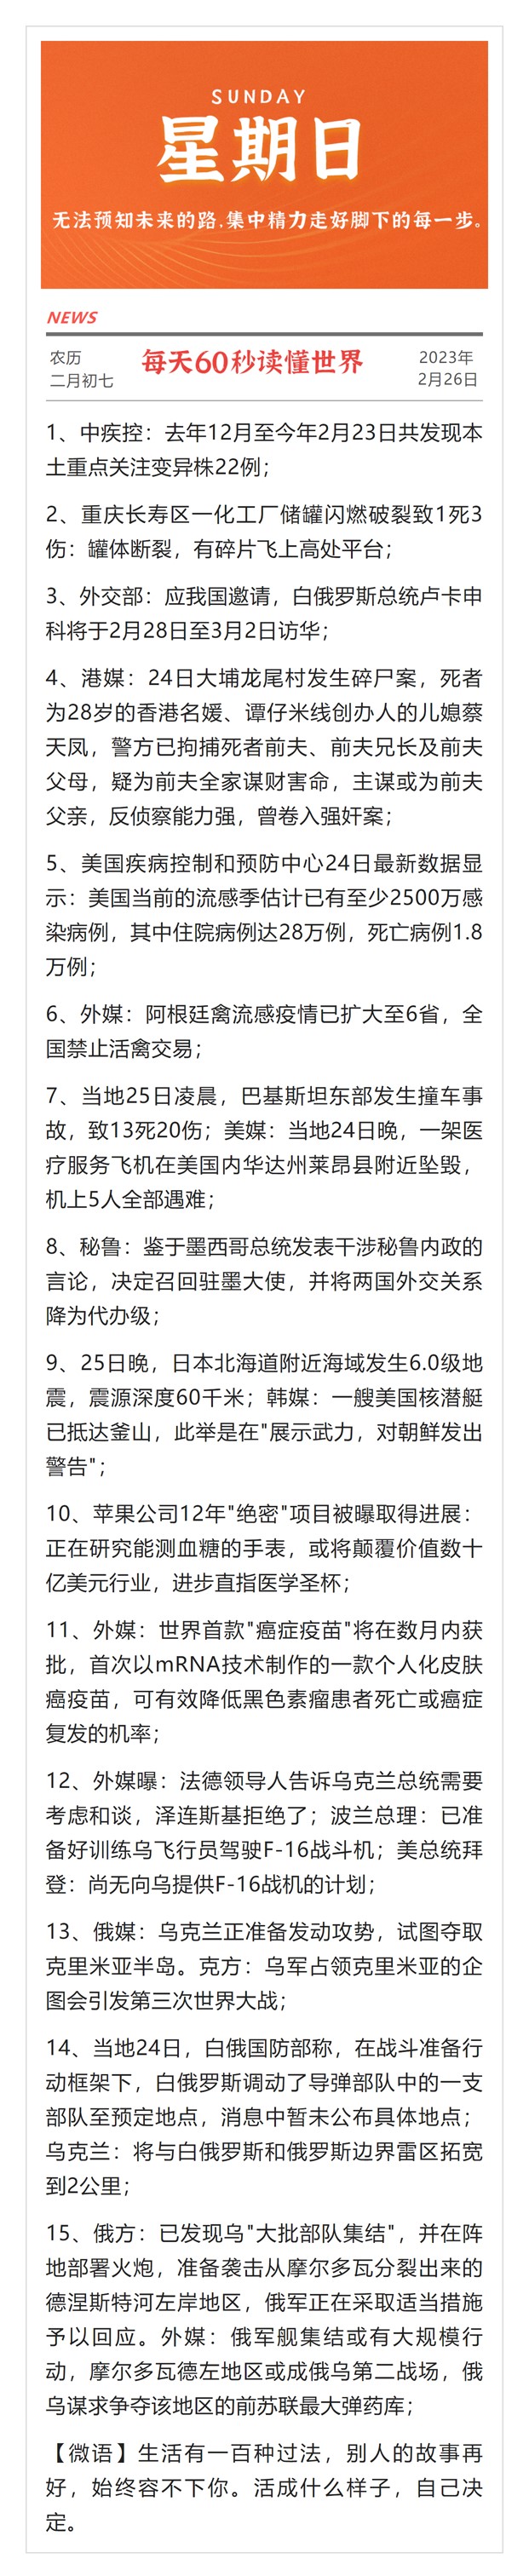 SUNDAY
星期日
无法预知未来的路,集中精力走好脚下的每一步。
NEWS
农历
二月初七
每天60秒读懂世界
2023年
2月26日
1、中疾控：去年12月至今年2月23日共发现本
土重点关注变异株22例；
2、重庆长寿区一化工厂储罐闪燃破裂致1死3
伤：罐体断裂，有碎片飞上高处平台；
3、外交部：应我国邀请，白俄罗斯总统卢卡申
科将于2月28日至3月2日访华；
4、港媒：24日大埔龙尾村发生碎尸案，死者
为28岁的香港名媛、谭仔米线创办人的儿媳蔡
天凤，警方已拘捕死者前夫、前夫兄长及前夫
父母，疑为前夫全家谋财害命，主谋或为前夫
父亲，反侦察能力强，曾卷入强奸案；
5、美国疾病控制和预防中心24日最新数据显
示：美国当前的流感季估计已有至少2500万感
染病例，其中住院病例达28万例，死亡病例1.8
万例；
6、外媒：阿根廷禽流感疫情已扩大至6省，全
国禁止活禽交易；
7、当地25日凌晨，巴基斯坦东部发生撞车事
故，致13死20伤；美媒：当地24日晚，一架医
疗服务飞机在美国内华达州莱昂县附近坠毁，
机上5人全部遇难；
8、秘鲁：鉴于墨西哥总统发表干涉秘鲁内政的
言论，决定召回驻墨大使，并将两国外交关系
降为代办级；
9、25日晚，日本北海道附近海域发生6.0级地
震，震源深度60千米；韩媒：一艘美国核潜艇
已抵达釜山，此举是在"展示武力，对朝鲜发出
警告"；
10、苹果公司12年"绝密"项目被曝取得进展：
正在研究能测血糖的手表，或将颠覆价值数十
亿美元行业，进步直指医学圣杯；
11、外媒：世界首款"癌症疫苗"将在数月内获
批，首次以mRNA技术制作的一款个人化皮肤
癌疫苗，可有效降低黑色素瘤患者死亡或癌症
复发的机率；
12、外媒曝：法德领导人告诉乌克兰总统需要
考虑和谈，泽连斯基拒绝了；波兰总理：已准
备好训练乌飞行员驾驶F-16战斗机；美总统拜
登：尚无向乌提供F-16战机的计划；
13、俄媒：乌克兰正准备发动攻势，试图夺取
克里米亚半岛。克方：乌军占领克里米亚的企
图会引发第三次世界大战；
14、当地24日，白俄国防部称，在战斗准备行
动框架下，白俄罗斯调动了导弹部队中的一支
部队至预定地点，消息中暂未公布具体地点；
乌克兰：将与白俄罗斯和俄罗斯边界雷区拓宽
到2公里；
15、俄方：已发现乌"大批部队集结"，并在阵
地部署火炮，准备袭击从摩尔多瓦分裂出来的
德涅斯特河左岸地区，俄军正在采取适当措施
予以回应。外媒：俄军舰集结或有大规模行
动，摩尔多瓦德左地区或成俄乌第二战场，俄
乌谋求争夺该地区的前苏联最大弹药库；
【微语】生活有一百种过法，别人的故事再
好，始终容不下你。活成什么样子，自己决
定。